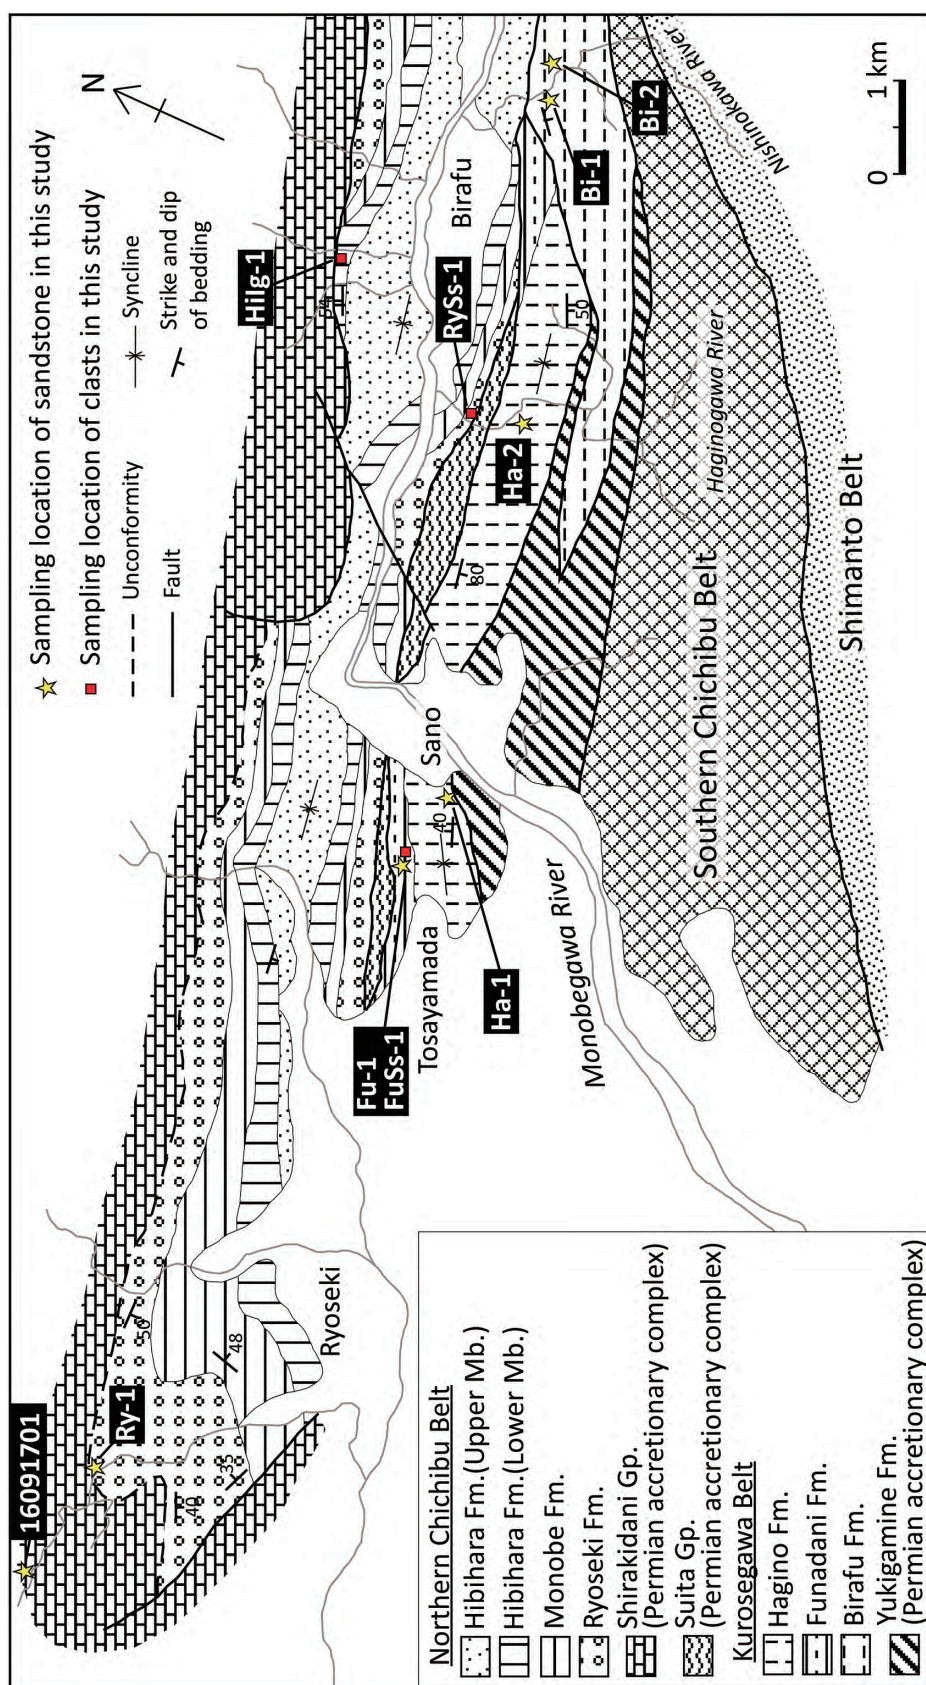 16091701
Ry-1
50
40
35
48
Ryoseki
Fu-1
FuSs-1
Tosayamada
Ha-1
40
Sano
Monobegawa River
80
Ha-2
RySs-1
Hilg-1
54
Birafu
50
Bi-1
Bi-2
Haginogawa River
Nishinokawa River
Southern Chichibu Belt
Shimanto Belt
N
0 1 km
Sampling location of sandstone in this study
Sampling location of clasts in this study
Unconformity
Syncline
Fault
Strike and dip
of bedding
Northern Chichibu Belt
Hibihara Fm.(Upper Mb.)
Hibihara Fm.(Lower Mb.)
Monobe Fm.
Ryoseki Fm.
Shirakidani Gp.
(Permian accretionary complex)
Suita Gp.
(Permian accretionary complex)
Kurosegawa Belt
Hagino Fm.
Funadani Fm.
Birafu Fm.
Yukigamine Fm.
(Permian accretionary complex)